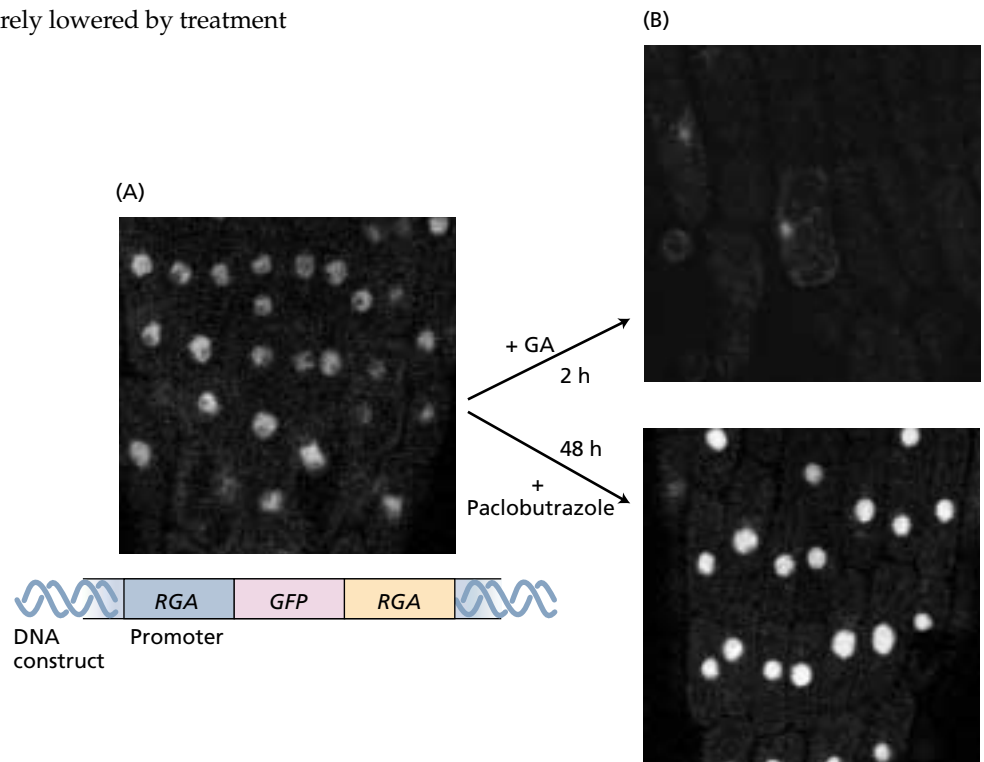 rely lowered by treatment
(B)
(A)
+ GA
2 h
48 h
+
Paclobutrazole
RGA GFP RGA
DNA Promoter
construct